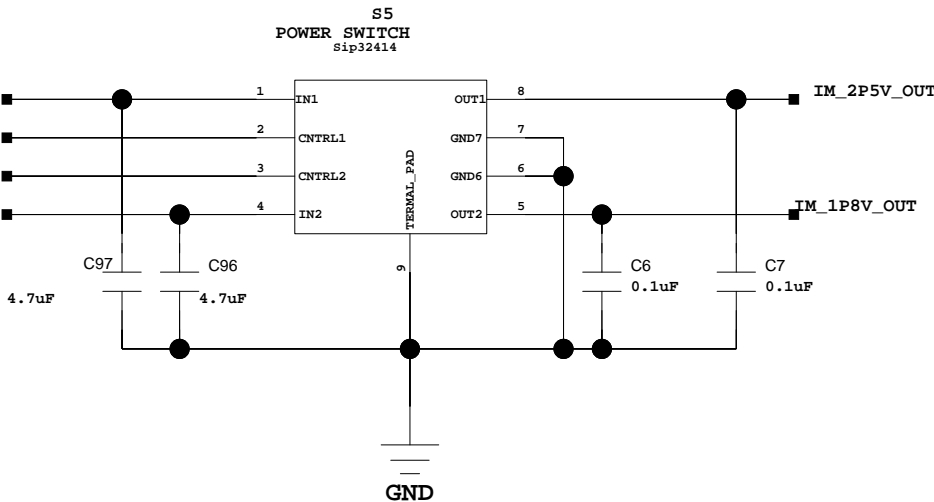 S5
POWER SWITCH
Sip32414
1 IN1 OUT1 8 IM_2P5V_OUT
2 CNTRL1 GND7 7
3 CNTRL2 GND6 6
4 IN2 OUT2 5 IM_1P8V_OUT
TERMAL_PAD
9
C97 C96 C6 C7
4.7uF 4.7uF 0.1uF 0.1uF
GND